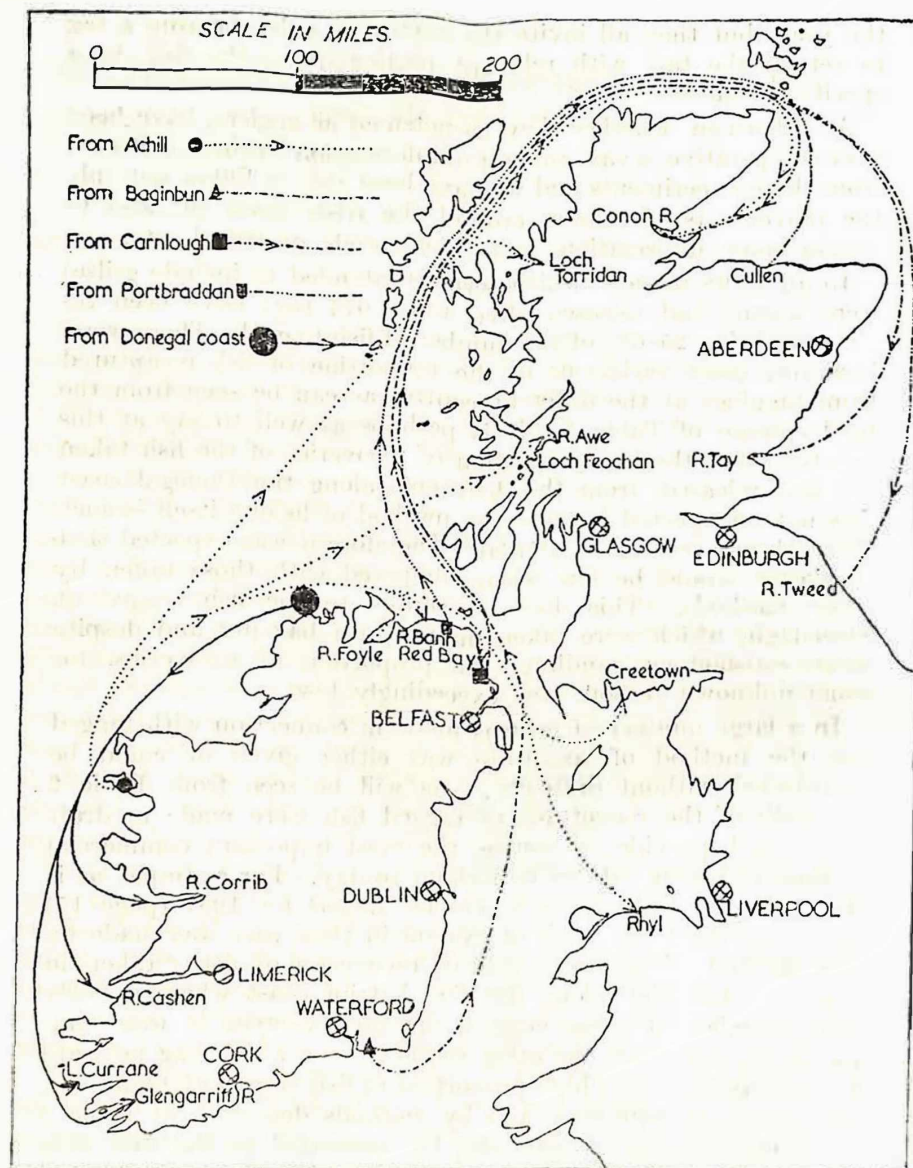 SCALE IN MILES.
0 100 200
From Achill
From Baginbun
From Carnlough
From Portbraddan
From Donegal coast
Conon R.
Loch
Torridan
Cullen
ABERDEEN
R.Awe
Loch Feochan
R.Tay
GLASGOW
EDINBURGH
R.Tweed
R.Foyle
R.Bann
Red Bay
Creetown
BELFAST
R.Corrib
DUBLIN
LIVERPOOL
Rhyl
LIMERICK
R.Cashen
WATERFORD
L.Currane
CORK
Glengarriff R